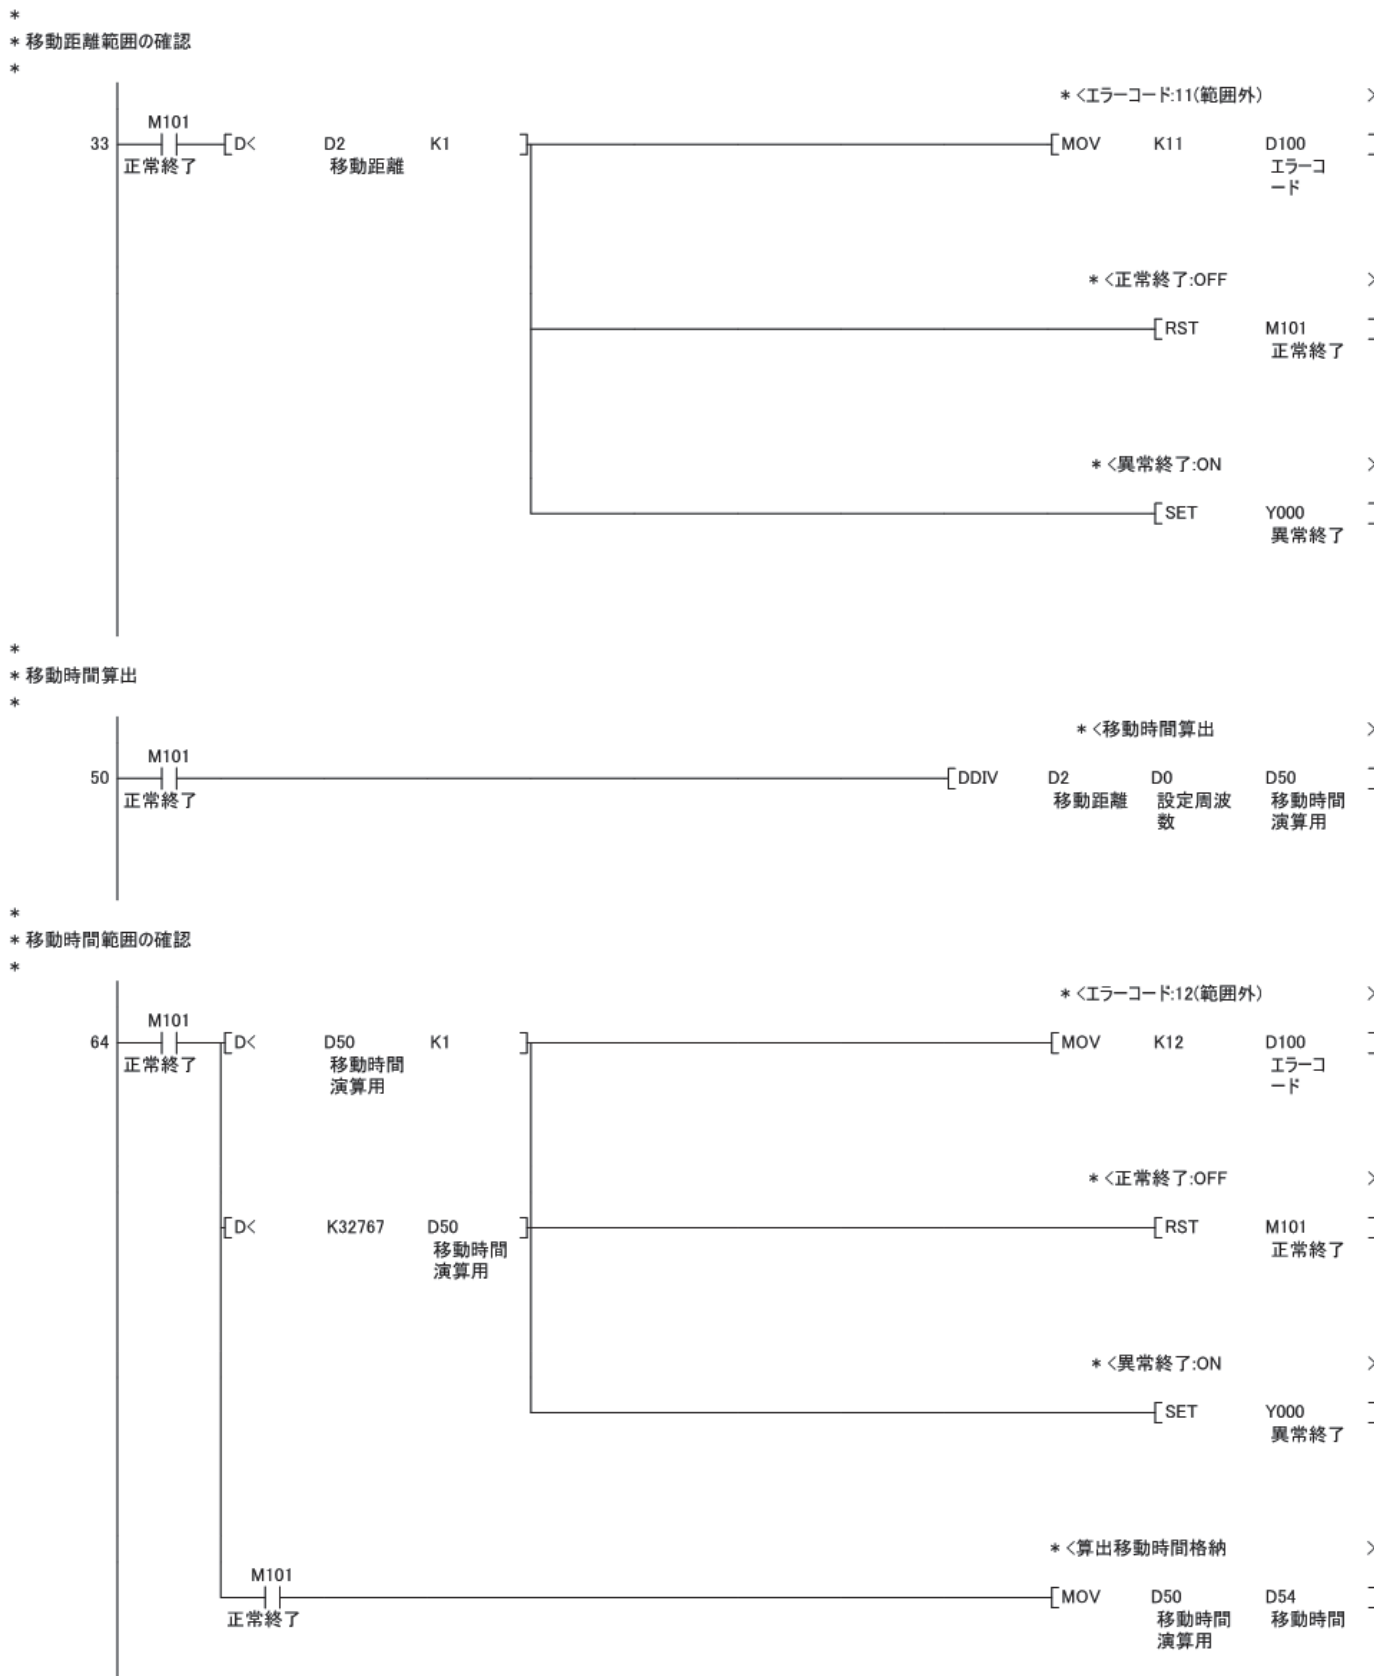 *
* 移動距離範囲の確認
*
* <エラーコード:11(範囲外) >
M101
33 [D< D2 K1 ] [MOV K11 D100 ]
正常終了 移動距離 エラーコ
ード
* <正常終了:OFF >
[RST M101 ]
正常終了
* <異常終了:ON >
[SET Y000 ]
異常終了
*
* 移動時間算出
*
* <移動時間算出 >
M101
50 [DDIV D2 D0 D50 ]
正常終了 移動距離 設定周波 移動時間
数 演算用
*
* 移動時間範囲の確認
*
* <エラーコード:12(範囲外) >
M101
64 [D< D50 K1 ] [MOV K12 D100 ]
正常終了 移動時間 エラーコ
演算用 ード
* <正常終了:OFF >
[D< K32767 D50 ] [RST M101 ]
移動時間 正常終了
演算用
* <異常終了:ON >
[SET Y000 ]
異常終了
* <算出移動時間格納 >
M101
[MOV D50 D54 ]
正常終了 移動時間 移動時間
演算用